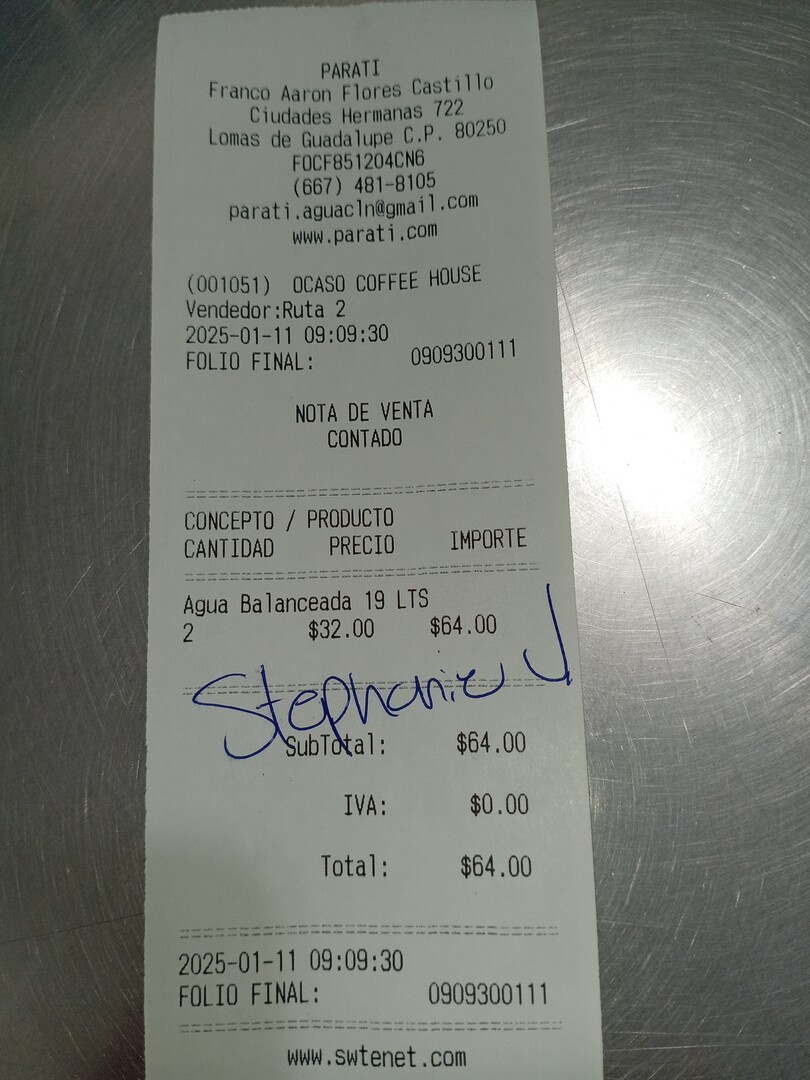 PARATI
Franco Aaron Flores Castillo
Ciudades Hermanas 722
Lomas de Guadalupe C.P. 80250
FOCF851204CN6
(667) 481-8105
parati.aguacln@gmail.com
www.parati.com
(001051) OCASO COFFEE HOUSE
Vendedor:Ruta 2
2025-01-11 09:09:30
FOLIO FINAL: 0909300111
NOTA DE VENTA
CONTADO
CONCEPTO / PRODUCTO
CANTIDAD PRECIO IMPORTE
Agua Balanceada 19 LTS
2 $32.00 $64.00
Stephanie J
SubTotal: $64.00
IVA: $0.00
Total: $64.00
2025-01-11 09:09:30
FOLIO FINAL: 0909300111
www.swtenet.com